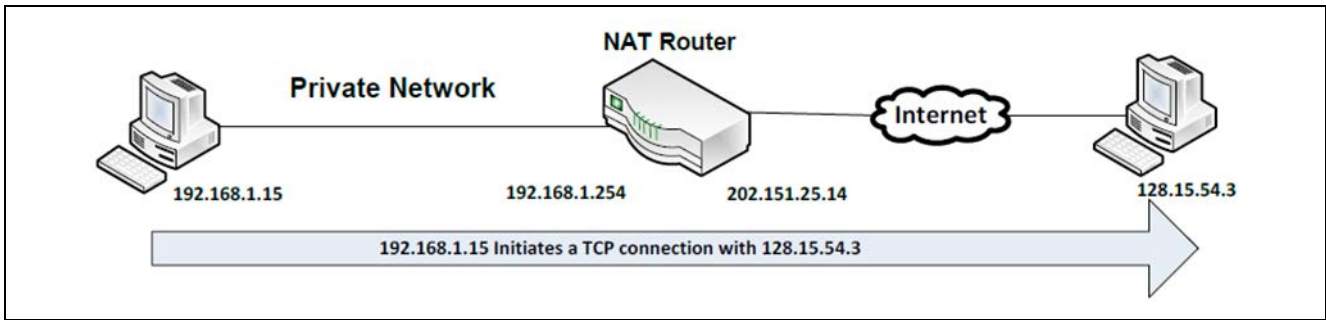 NAT Router
Private Network
Internet
192.168.1.15
192.168.1.254
202.151.25.14
128.15.54.3
192.168.1.15 Initiates a TCP connection with 128.15.54.3